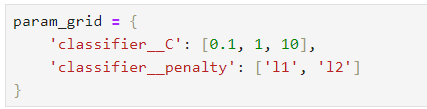 param_grid = {
    'classifier__C': [0.1, 1, 10],
    'classifier__penalty': ['l1', 'l2']
}